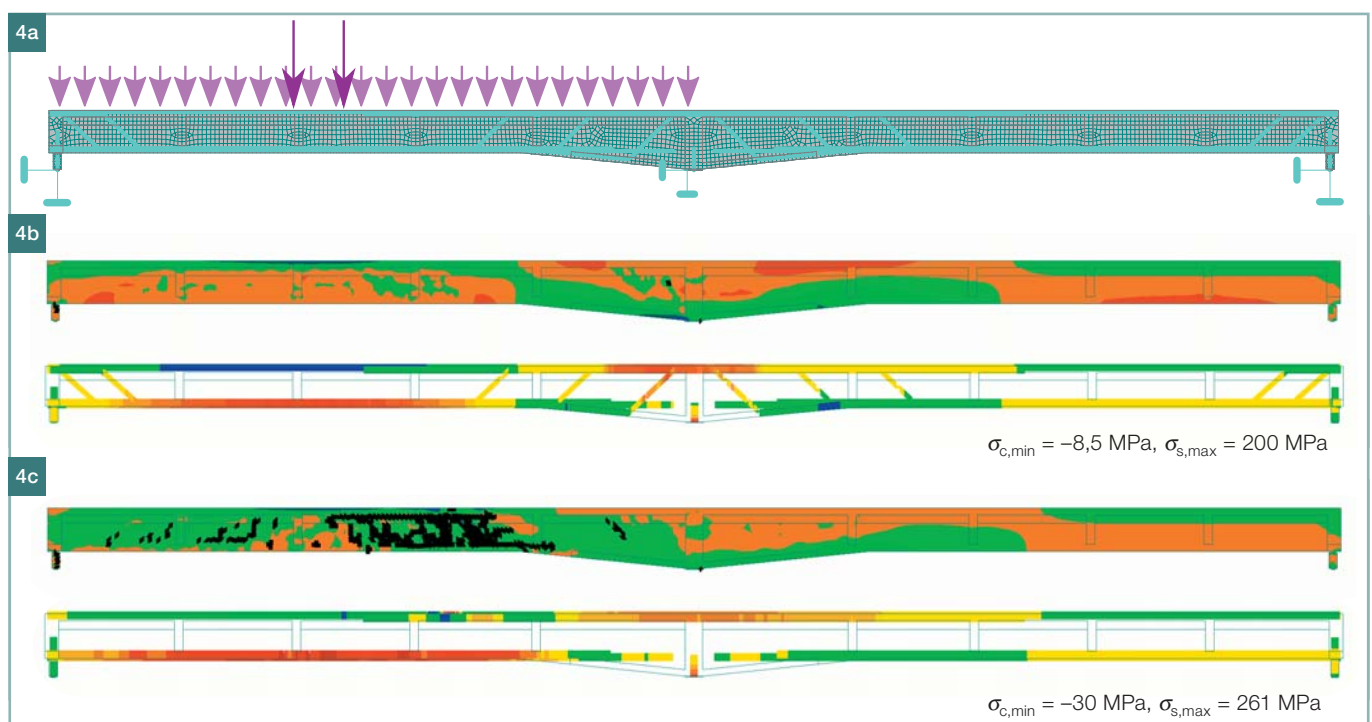 4a
4b
σc,min = –8,5 MPa, σs,max = 200 MPa
4c
σc,min = –30 MPa, σs,max = 261 MPa